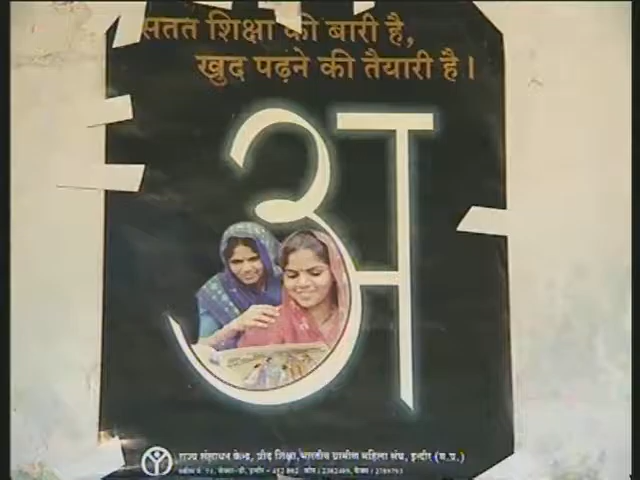 सतत शिक्षा की बारी है,
खुद पढ़ने की तैयारी है।
अ
राज्य संसाधन केन्द्र, प्रौढ़ शिक्षा, भारतीय ग्रामीण महिला संघ, इन्दौर (म.प्र.)